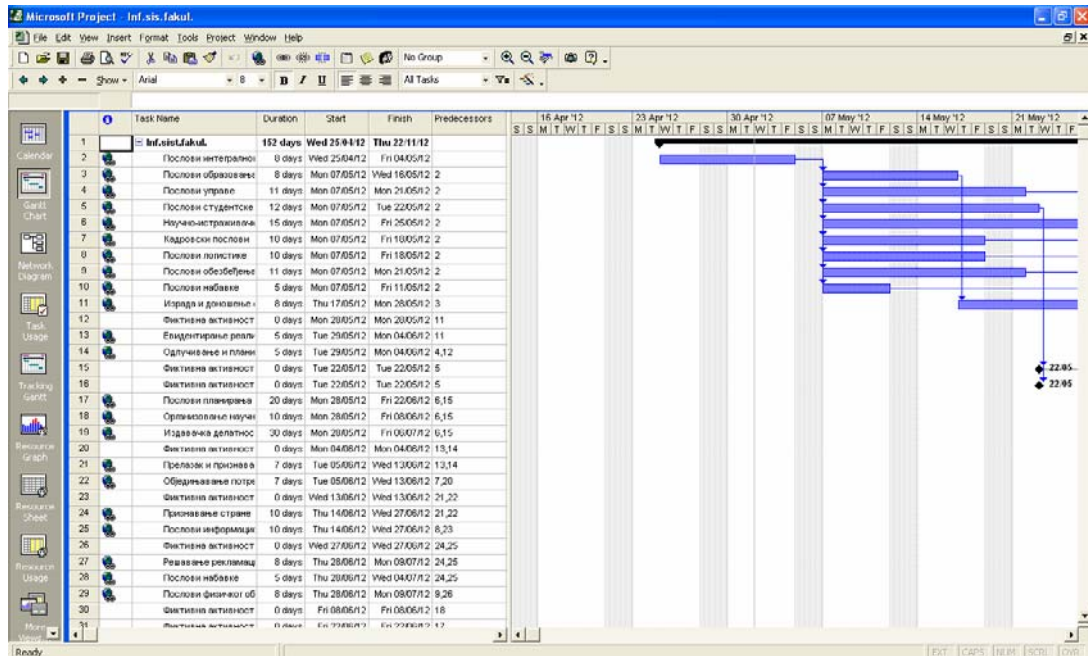 Microsoft Project - Inf.sis.fakul.
File Edit View Insert Format Tools Project Window Help
No Group
Show Arial 8 B I U All Tasks
Task Name Duration Start Finish Predecessors
16 Apr '12 23 Apr '12 30 Apr '12 07 May '12 14 May '12 21 May '12
S S M T W T F S S M T W T F S S M T W T F S S M T W T F S S M T W T F S S M T W T F
1 Inf.sist.fakul. 152 days Wed 25/04/12 Thu 22/11/12
2 Послови интегралног 8 days Wed 25/04/12 Fri 04/05/12
3 Послови образовања 8 days Mon 07/05/12 Wed 16/05/12 2
4 Послови управе 11 days Mon 07/05/12 Mon 21/05/12 2
5 Послови студентске 12 days Mon 07/05/12 Tue 22/05/12 2
6 Научно-истраживачк 15 days Mon 07/05/12 Fri 25/05/12 2
7 Кадровски послови 10 days Mon 07/05/12 Fri 18/05/12 2
8 Послови логистике 10 days Mon 07/05/12 Fri 18/05/12 2
9 Послови обезбеђења 11 days Mon 07/05/12 Mon 21/05/12 2
10 Послови набавке 5 days Mon 07/05/12 Fri 11/05/12 2
11 Израда и доношење 8 days Thu 17/05/12 Mon 28/05/12 3
12 Фиктивна активност 0 days Mon 28/05/12 Mon 28/05/12 11
13 Евидентирање реали 5 days Tue 29/05/12 Mon 04/06/12 11
14 Одлучивање и плани 5 days Tue 29/05/12 Mon 04/06/12 4,12
15 Фиктивна активност 0 days Tue 22/05/12 Tue 22/05/12 5
22.05
16 Фиктивна активност 0 days Tue 22/05/12 Tue 22/05/12 5
22.05
17 Послови планирања 20 days Mon 28/05/12 Fri 22/06/12 6,15
18 Организовање научн 10 days Mon 28/05/12 Fri 08/06/12 6,15
19 Издавачка делатнос 30 days Mon 28/05/12 Fri 06/07/12 6,15
20 Фиктивна активност 0 days Mon 04/06/12 Mon 04/06/12 13,14
21 Прелазак и признава 7 days Tue 05/06/12 Wed 13/06/12 13,14
22 Обједињавање потре 7 days Tue 05/06/12 Wed 13/06/12 7,20
23 Фиктивна активност 0 days Wed 13/06/12 Wed 13/06/12 21,22
24 Признавање стране 10 days Thu 14/06/12 Wed 27/06/12 21,22
25 Послови информациј 10 days Thu 14/06/12 Wed 27/06/12 8,23
26 Фиктивна активност 0 days Wed 27/06/12 Wed 27/06/12 24,25
27 Решавање рекламац 8 days Thu 28/06/12 Mon 09/07/12 24,25
28 Послови набавке 5 days Thu 28/06/12 Wed 04/07/12 24,25
29 Послови физичког об 8 days Thu 28/06/12 Mon 09/07/12 9,26
30 Фиктивна активност 0 days Fri 08/06/12 Fri 08/06/12 18
31 Фиктивна активност 0 days Fri 22/06/12 Fri 22/06/12 17
Calendar
Gantt Chart
Network Diagram
Task Usage
Tracking Gantt
Resource Graph
Resource Sheet
Resource Usage
More Views...
Ready EXT CAPS NUM SCRL OVR